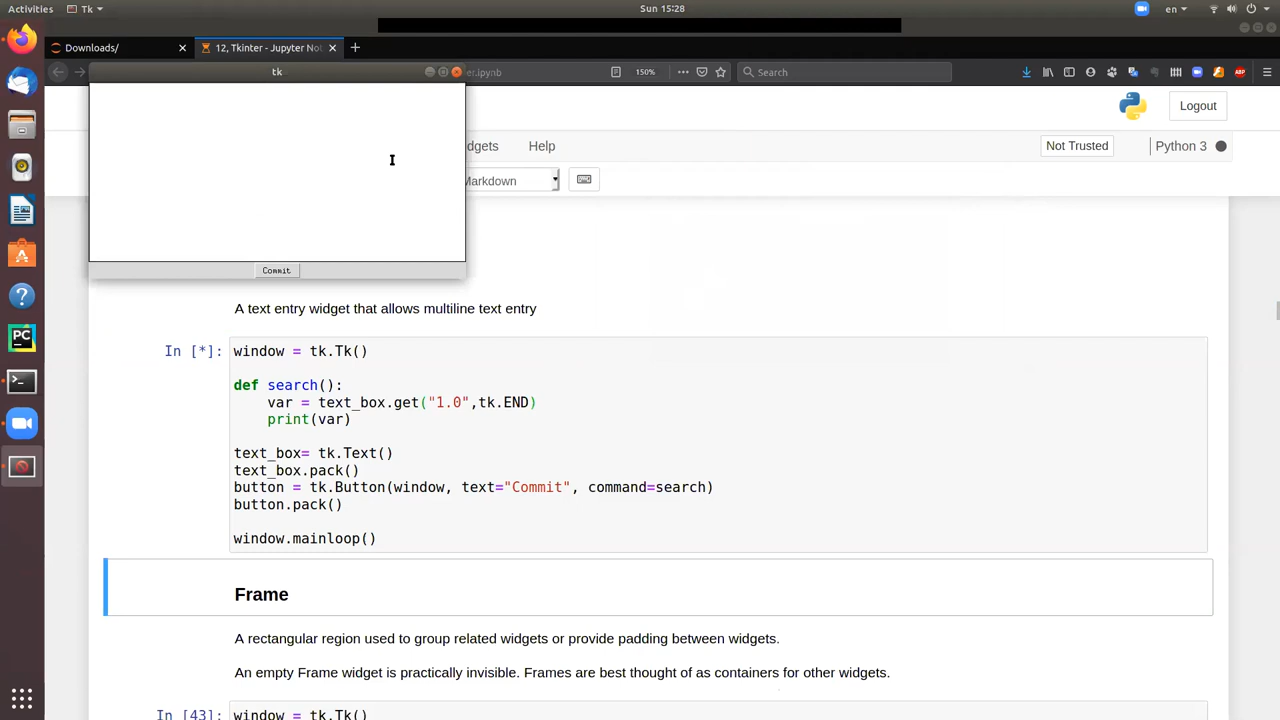 Activities Tk Sun 15:28 en
Downloads/ 12, Tkinter - Jupyter No
tk er.ipynb 150% Search ABP
Logout
dgets Help Not Trusted Python 3
Markdown
Commit
A text entry widget that allows multiline text entry
In [*]: window = tk.Tk()
def search():
var = text_box.get("1.0",tk.END)
print(var)
text_box= tk.Text()
text_box.pack()
button = tk.Button(window, text="Commit", command=search)
button.pack()
window.mainloop()
Frame
A rectangular region used to group related widgets or provide padding between widgets.
An empty Frame widget is practically invisible. Frames are best thought of as containers for other widgets.
In [43]: window = tk.Tk()
PC